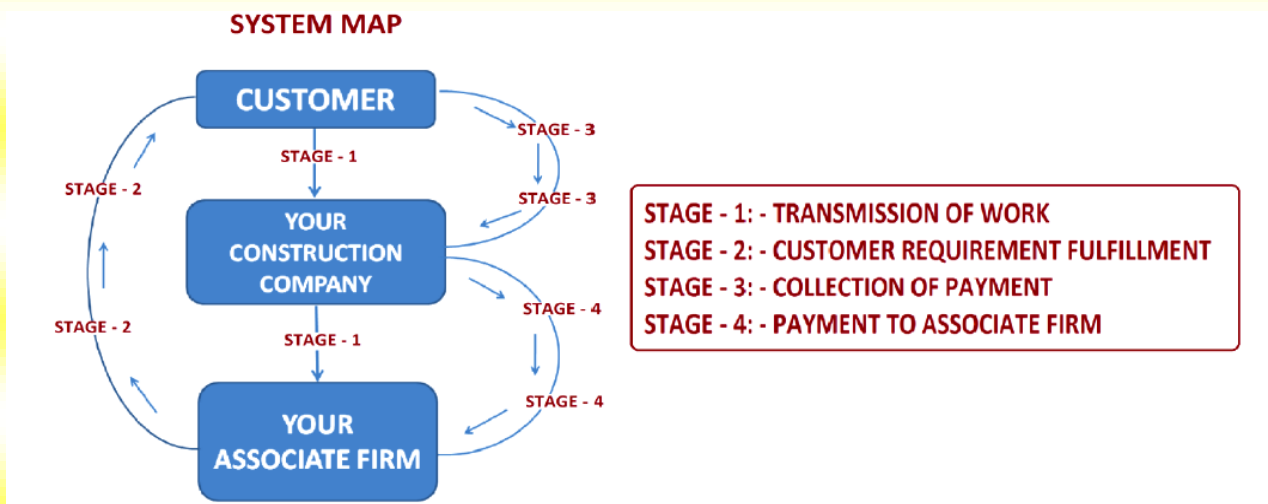 SYSTEM MAP
CUSTOMER
STAGE - 3
STAGE - 1
STAGE - 2
STAGE - 3
YOUR
CONSTRUCTION
COMPANY
STAGE - 4
STAGE - 2
STAGE - 1
STAGE - 4
YOUR
ASSOCIATE FIRM
STAGE - 1: - TRANSMISSION OF WORK
STAGE - 2: - CUSTOMER REQUIREMENT FULFILLMENT
STAGE - 3: - COLLECTION OF PAYMENT
STAGE - 4: - PAYMENT TO ASSOCIATE FIRM